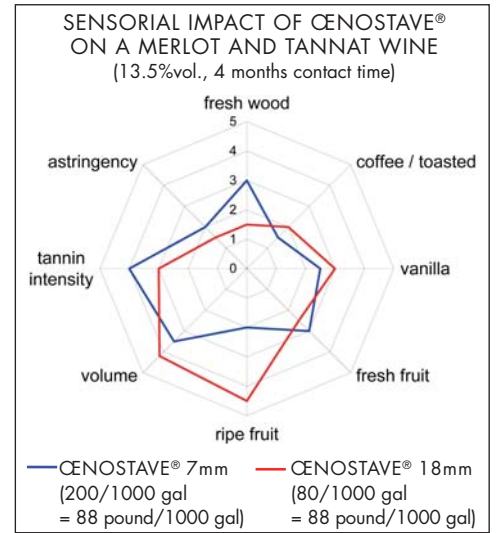 SENSORIAL IMPACT OF ŒNOSTAVE®
ON A MERLOT AND TANNAT WINE
(13.5%vol., 4 months contact time)
fresh wood
5
4
3
2
1
0
coffee / toasted
vanilla
fresh fruit
ripe fruit
volume
tannin
intensity
astringency
ŒNOSTAVE® 7mm
(200/1000 gal
= 88 pound/1000 gal)
ŒNOSTAVE® 18mm
(80/1000 gal
= 88 pound/1000 gal)